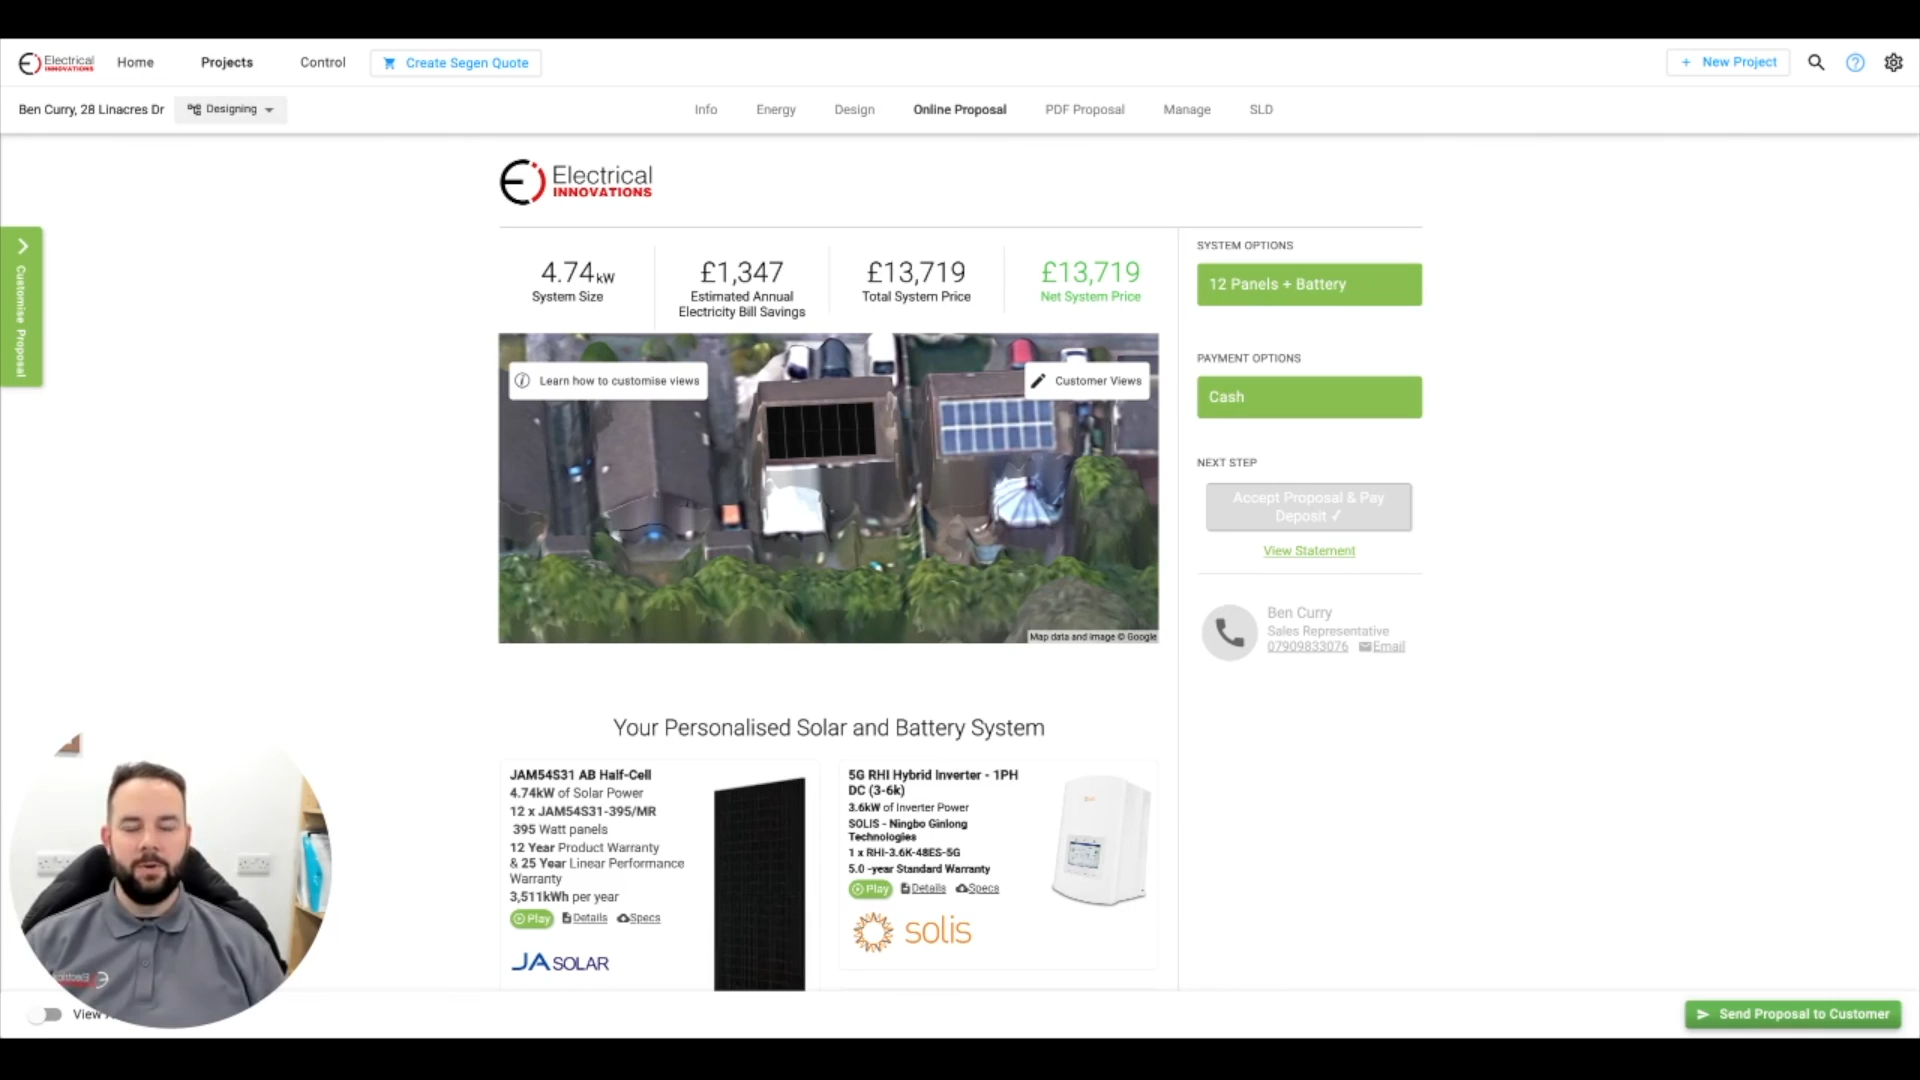 Electrical
INNOVATIONS
Home
Projects
Control
Create Segen Quote
+ New Project
Ben Curry, 28 Linacres Dr
Designing
Info
Energy
Design
Online Proposal
PDF Proposal
Manage
SLD
Customise Proposal
Electrical
INNOVATIONS
4.74kW
System Size
£1,347
Estimated Annual
Electricity Bill Savings
£13,719
Total System Price
£13,719
Net System Price
Learn how to customise views
Customer Views
Map data and image © Google
SYSTEM OPTIONS
12 Panels + Battery
PAYMENT OPTIONS
Cash
NEXT STEP
Accept Proposal & Pay
Deposit ✓
View Statement
Ben Curry
Sales Representative
07909833076 Email
Your Personalised Solar and Battery System
JAM54S31 AB Half-Cell
4.74kW of Solar Power
12 x JAM54S31-395/MR
395 Watt panels
12 Year Product Warranty
& 25 Year Linear Performance
Warranty
3,511kWh per year
Play Details Specs
JA SOLAR
5G RHI Hybrid Inverter - 1PH
DC (3-6k)
3.6kW of Inverter Power
SOLIS - Ningbo Ginlong
Technologies
1 x RHI-3.6K-48ES-5G
5.0 -year Standard Warranty
Play Details Specs
solis
View
Send Proposal to Customer